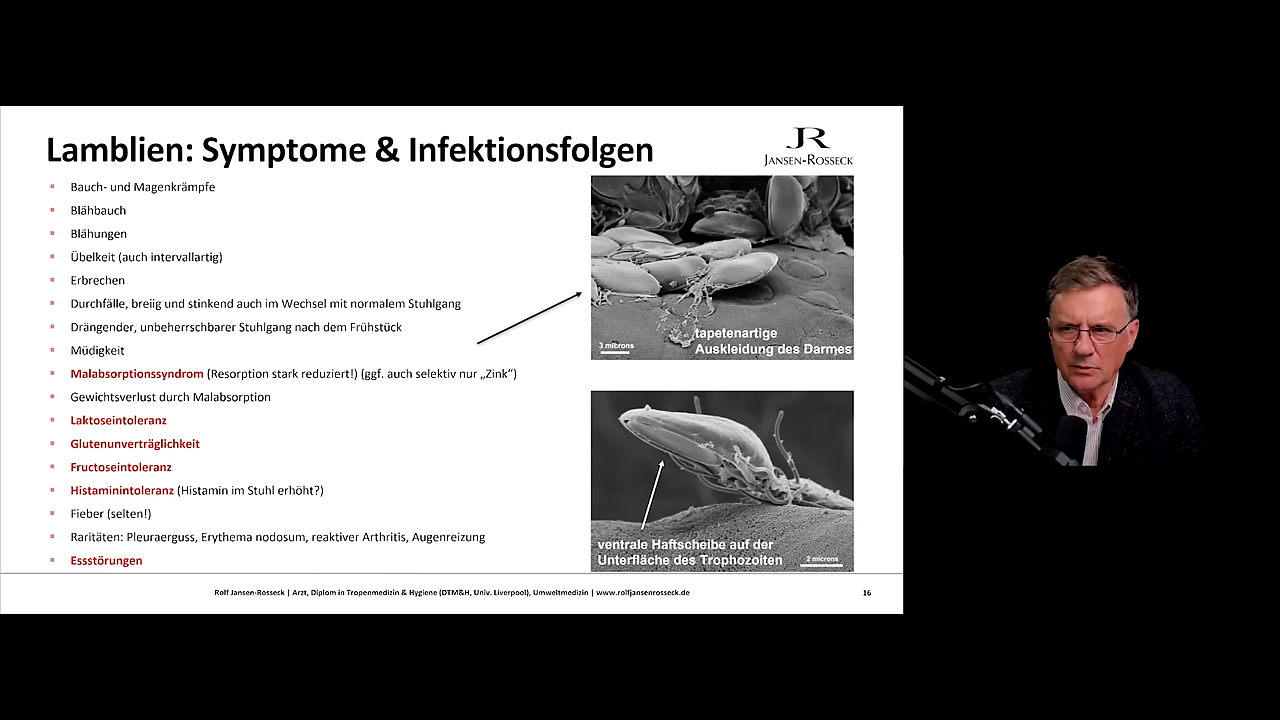 Lamblien: Symptome & Infektionsfolgen
JR
JANSEN-ROSSECK
Bauch- und Magenkrämpfe
Blähbauch
Blähungen
Übelkeit (auch intervallartig)
Erbrechen
Durchfälle, breiig und stinkend auch im Wechsel mit normalem Stuhlgang
Drängender, unbeherrschbarer Stuhlgang nach dem Frühstück
Müdigkeit
Malabsorptionssyndrom (Resorption stark reduziert!) (ggf. auch selektiv nur „Zink“)
Gewichtsverlust durch Malabsorption
Laktoseintoleranz
Glutenunverträglichkeit
Fructoseintoleranz
Histaminintoleranz (Histamin im Stuhl erhöht?)
Fieber (selten!)
Raritäten: Pleuraerguss, Erythema nodosum, reaktiver Arthritis, Augenreizung
Essstörungen
tapetenartige
Auskleidung des Darmes
3 microns
ventrale Haftscheibe auf der
Unterfläche des Trophozoiten
2 microns
Rolf Jansen-Rosseck | Arzt, Diplom in Tropenmedizin & Hygiene (DTM&H, Univ. Liverpool), Umweltmedizin | www.rolfjansenrosseck.de
16